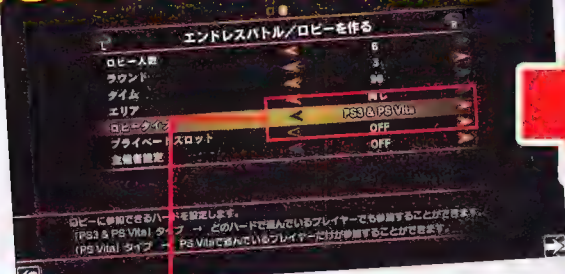 L
R
エンドレスバトル/ロビーを作る
ロビー人数 6
ラウンド 3
タイム 99
エリア 同じ
ロビータイプ PS3 & PS Vita
プライベートスロット OFF
主催者設定 OFF
ロビーに参加できるハードを設定します。
[PS3 & PS Vita] タイプ → どのハードで遊んでいるプレイヤーでも参加することができます。
[PS Vita] タイプ → PS Vitaで遊んでいるプレイヤーだけが参加することができます。